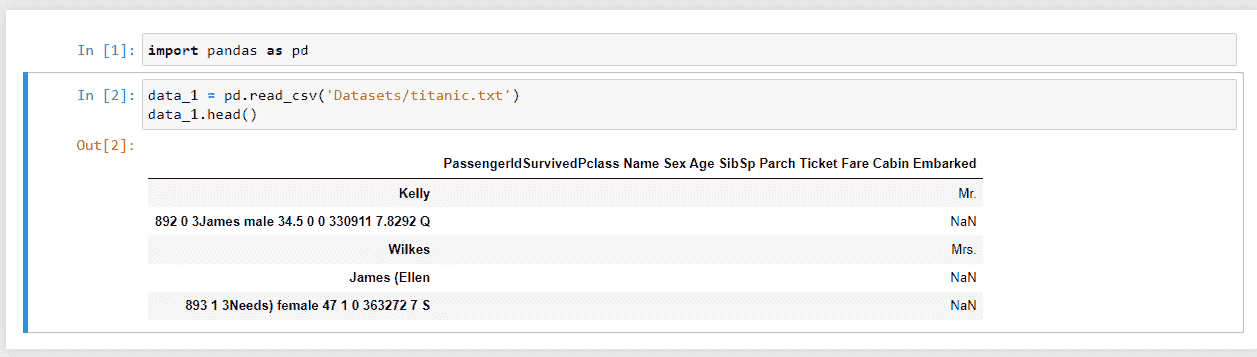 In [1]: import pandas as pd
In [2]: data_1 = pd.read_csv('Datasets/titanic.txt')
data_1.head()
Out[2]:
PassengerIdSurvivedPclass Name Sex Age SibSp Parch Ticket Fare Cabin Embarked
Kelly Mr.
892 0 3James male 34.5 0 0 330911 7.8292 Q NaN
Wilkes Mrs.
James (Ellen NaN
893 1 3Needs) female 47 1 0 363272 7 S NaN